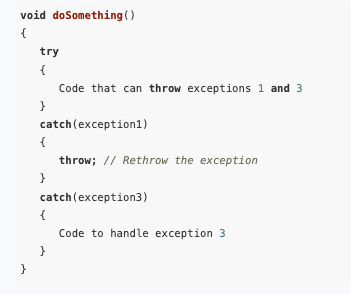 void doSomething()
{
   try
   {
      Code that can throw exceptions 1 and 3
   }
   catch(exception1)
   {
      throw; // Rethrow the exception
   }
   catch(exception3)
   {
      Code to handle exception 3
   }
}